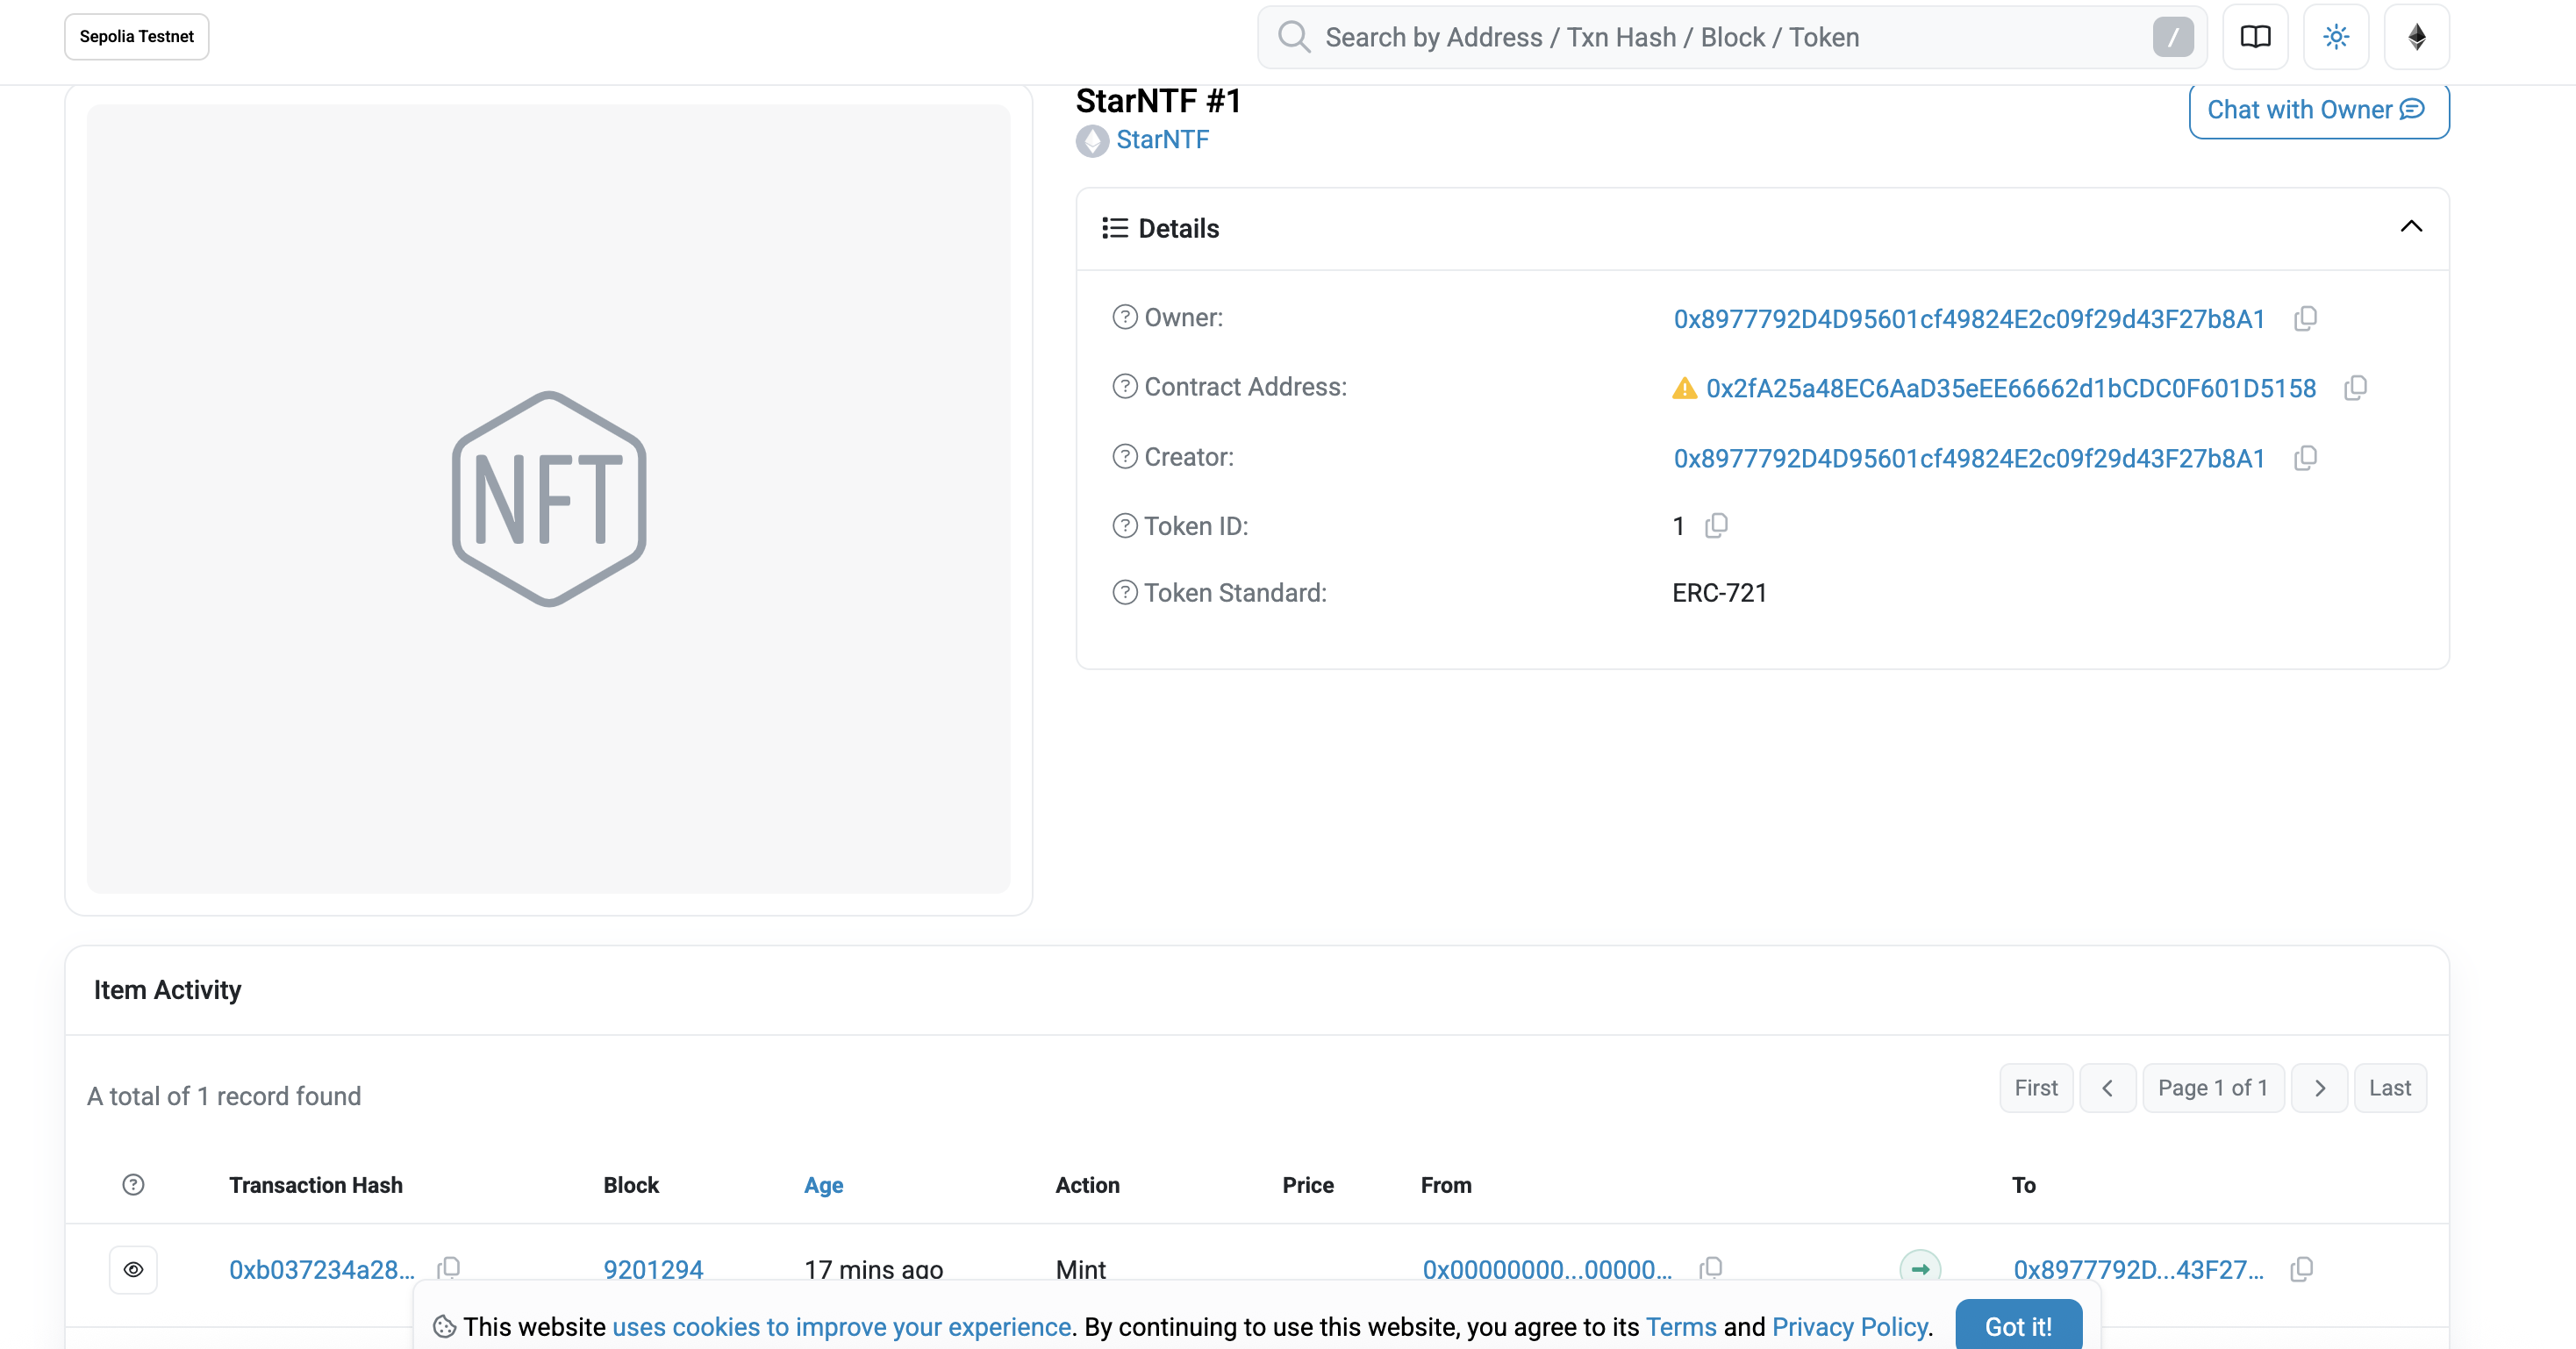 Sepolia Testnet
Search by Address / Txn Hash / Block / Token
/
StarNTF #1
StarNTF
Chat with Owner
NFT
Details
Owner:
0x8977792D4D95601cf49824E2c09f29d43F27b8A1
Contract Address:
0x2fA25a48EC6AaD35eEE66662d1bCDC0F601D5158
Creator:
0x8977792D4D95601cf49824E2c09f29d43F27b8A1
Token ID:
1
Token Standard:
ERC-721
Item Activity
A total of 1 record found
First
Page 1 of 1
Last
Transaction Hash Block Age Action Price From To
0xb037234a28... 9201294 17 mins ago Mint 0x00000000...00000... 0x8977792D...43F27...
This website uses cookies to improve your experience. By continuing to use this website, you agree to its Terms and Privacy Policy.
Got it!